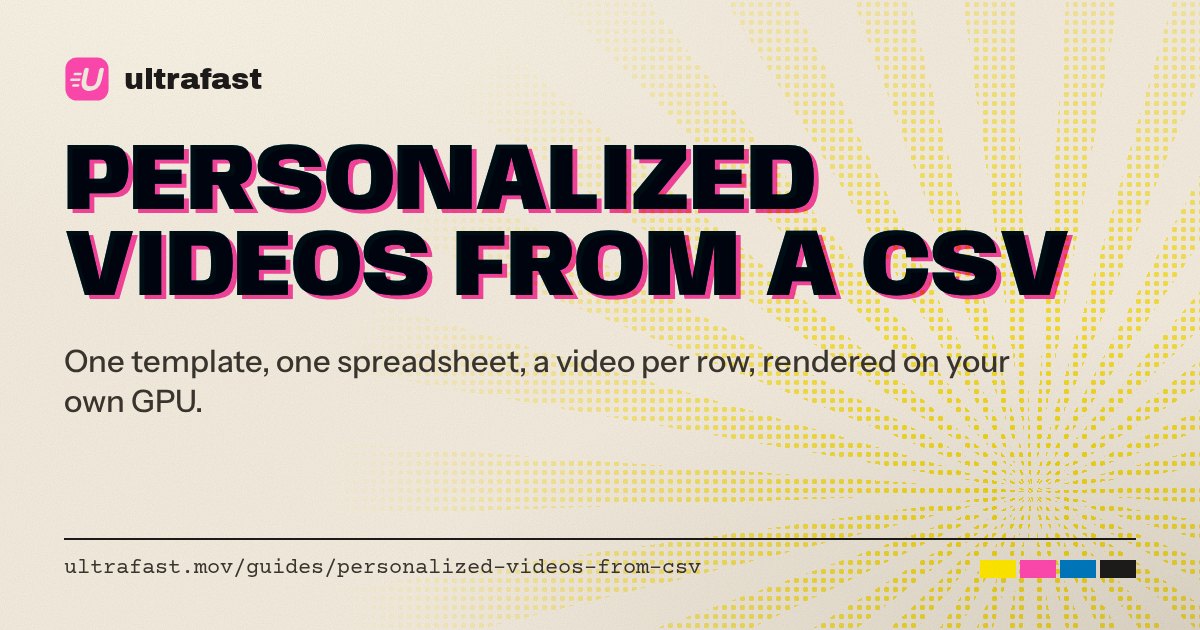 ultrafast
PERSONALIZED
VIDEOS FROM A CSV
One template, one spreadsheet, a video per row, rendered on your
own GPU.
ultrafast.mov/guides/personalized-videos-from-csv